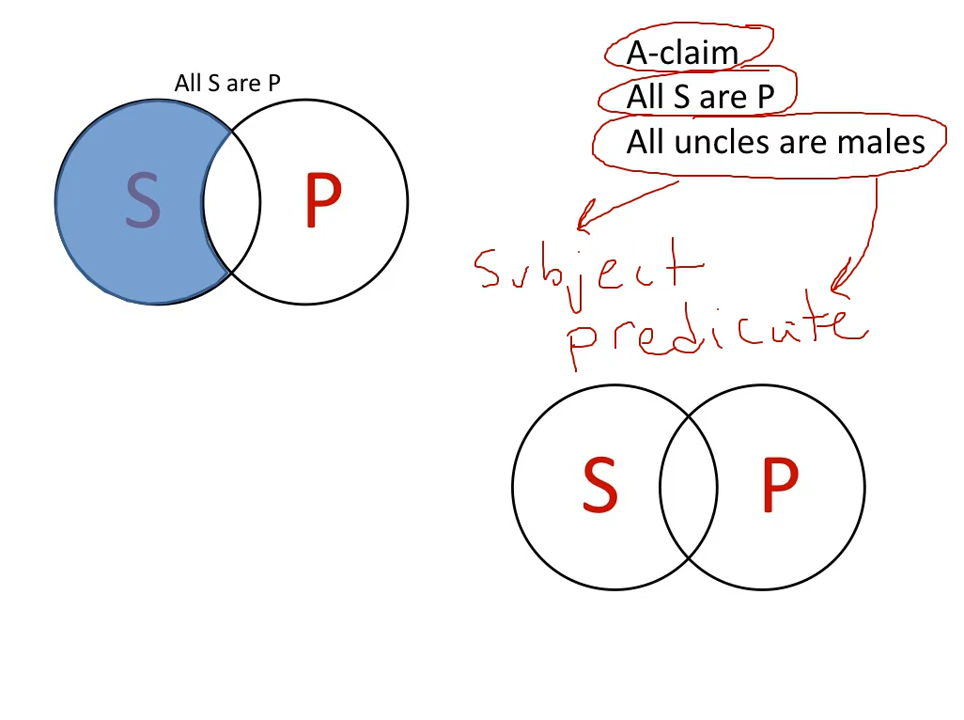 All S are P
S P
A-claim
All S are P
All uncles are males
subject
predicate
S P